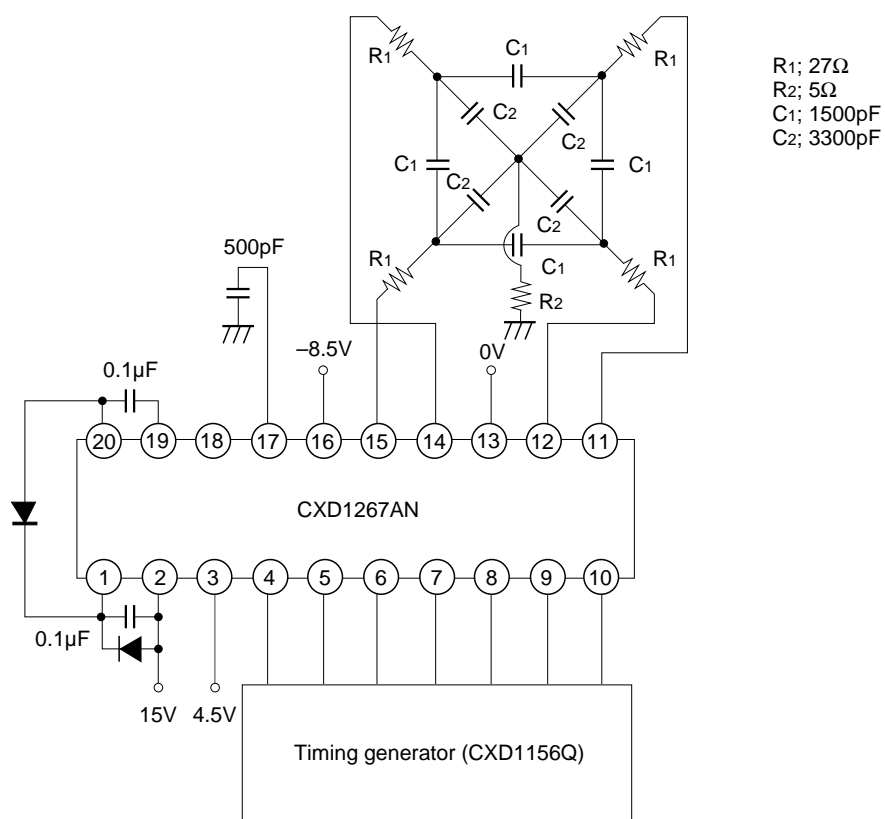 R1
C1
R1
R1; 27Ω
R2; 5Ω
C1; 1500pF
C2; 3300pF
C2
C2
C1
C1
C2
C2
500pF
R1
C1
R1
R2
–8.5V
0V
0.1µF
20
19
18
17
16
15
14
13
12
11
CXD1267AN
1
2
3
4
5
6
7
8
9
10
0.1µF
15V
4.5V
Timing generator (CXD1156Q)